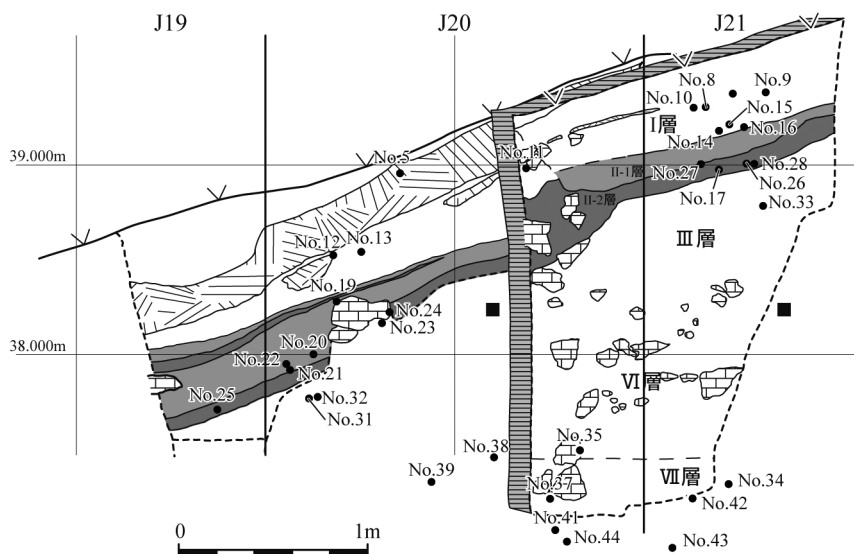 J19 J20 J21
No.8 No.9
No.10
No.15
I層 No.16
No.14
39.000m
No.5 No.11
II-1層 No.28
No.27 No.26
No.17
II-2層 No.33
No.12 No.13
III層
No.19
No.24
No.23
38.000m
No.20
No.22
No.21
VI層
No.25 No.32
No.31
No.35
No.38
No.39
VII層 No.34
No.37
No.42
No.41
No.44 No.43
0 1m